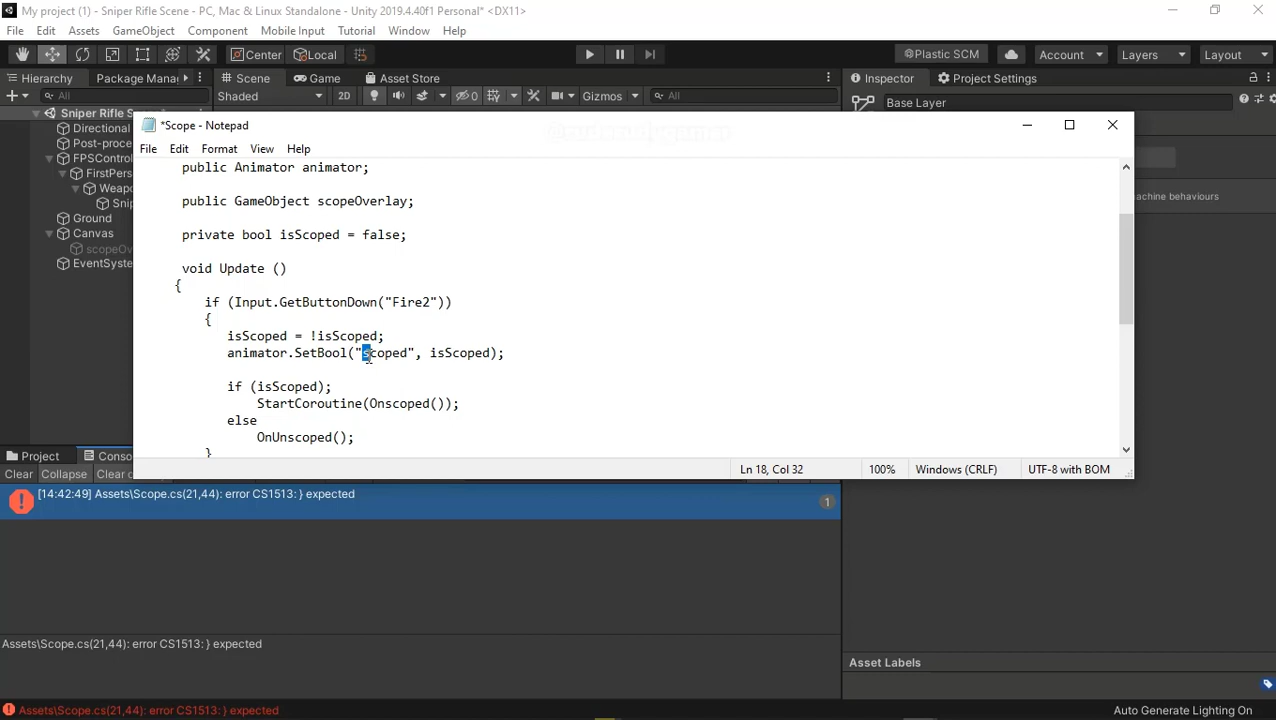 My project (1) - Sniper Rifle Scene - PC, Mac & Linux Standalone - Unity 2019.4.40f1 Personal* <DX11>
File Edit Assets GameObject Component Mobile Input Tutorial Window Help
Center Local Plastic SCM Account Layers Layout
Hierarchy Package Mana Scene Game Asset Store Inspector Project Settings
All Shaded 2D 0 Gizmos All Base Layer
Sniper Rifle Scene
Directional
Post-proce
FPSControl
FirstPers
Weapo
Snip
Ground
Canvas
scopeOv
EventSyste
*Scope - Notepad
File Edit Format View Help
public Animator animator;
public GameObject scopeOverlay;
private bool isScoped = false;
void Update ()
{
if (Input.GetButtonDown("Fire2"))
{
isScoped = !isScoped;
animator.SetBool("scoped", isScoped);
if (isScoped);
StartCoroutine(Onscoped());
else
OnUnscoped();
}
Ln 18, Col 32 100% Windows (CRLF) UTF-8 with BOM
achine behaviours
Project Conso
Clear Collapse Clear
[14:42:49] Assets\Scope.cs(21,44): error CS1513: } expected
1
Assets\Scope.cs(21,44): error CS1513: } expected
Asset Labels
Assets\Scope.cs(21,44): error CS1513: } expected
Auto Generate Lighting On